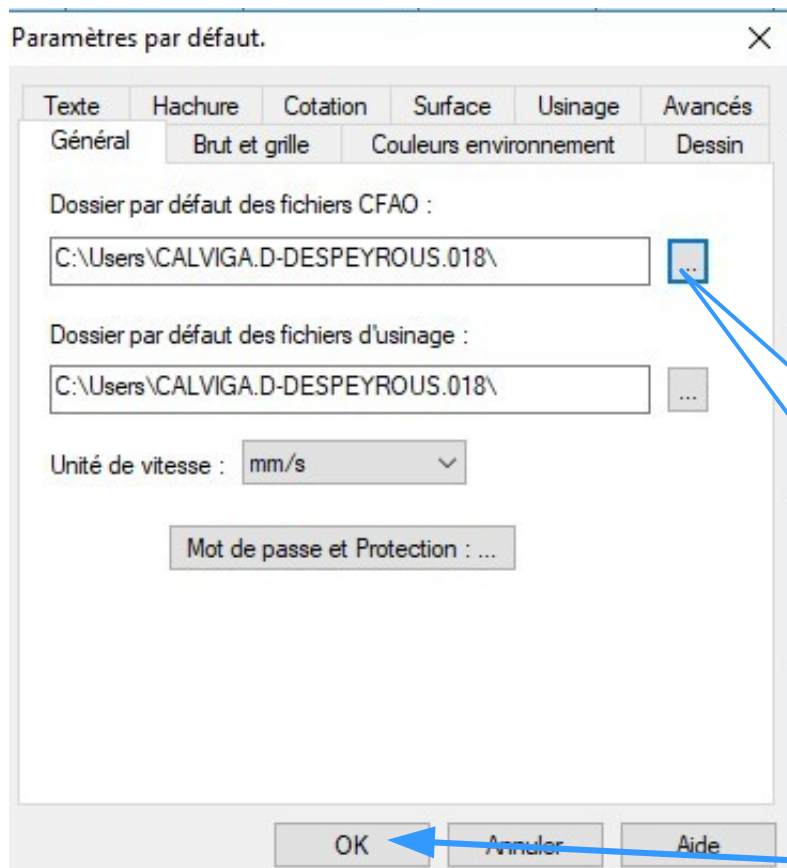 Paramètres par défaut.
Texte Hachure Cotation Surface Usinage Avancés
Général Brut et grille Couleurs environnement Dessin
Dossier par défaut des fichiers CFAO :
C:\Users\CALVIGA.D-DESPEYROUS.018\ ...
Dossier par défaut des fichiers d'usinage :
C:\Users\CALVIGA.D-DESPEYROUS.018\ ...
Unité de vitesse : mm/s
Mot de passe et Protection : ...
OK Annuler Aide